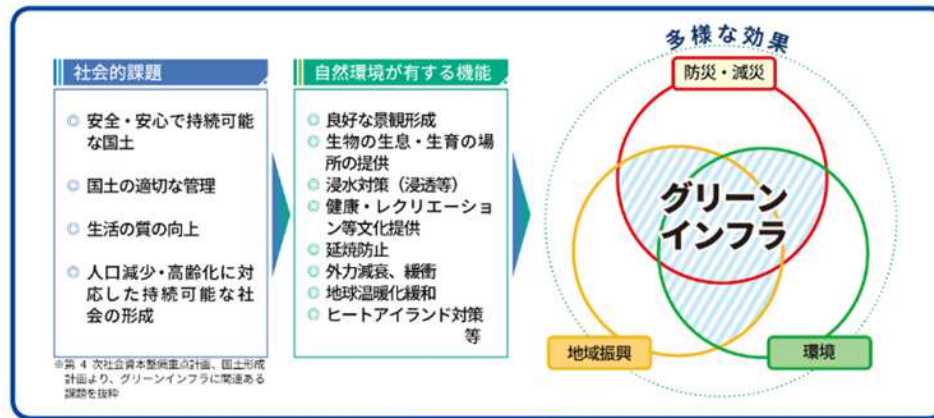 社会的課題
◎ 安全・安心で持続可能
な国土
◎ 国土の適切な管理
◎ 生活の質の向上
◎ 人口減少・高齢化に対
応した持続可能な社
会の形成
※第 4 次社会資本整備重点計画、国土形成
計画より、グリーンインフラに関連ある
課題を抜粋
自然環境が有する機能
◎ 良好な景観形成
◎ 生物の生息・生育の場
所の提供
◎ 浸水対策（浸透等）
◎ 健康・レクリエーショ
ン等文化提供
◎ 延焼防止
◎ 外力減衰、緩衝
◎ 地球温暖化緩和
◎ ヒートアイランド対策
等
多様な効果
防災・減災
グリーン
インフラ
地域振興
環境